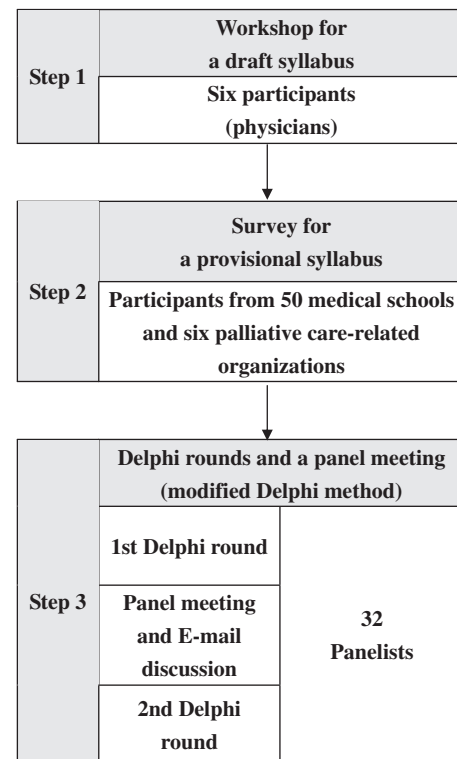 Step 1
Workshop for
a draft syllabus
Six participants
(physicians)
Step 2
Survey for
a provisional syllabus
Participants from 50 medical schools
and six palliative care-related
organizations
Step 3
Delphi rounds and a panel meeting
(modified Delphi method)
1st Delphi round
Panel meeting
and E-mail
discussion
2nd Delphi
round
32
Panelists